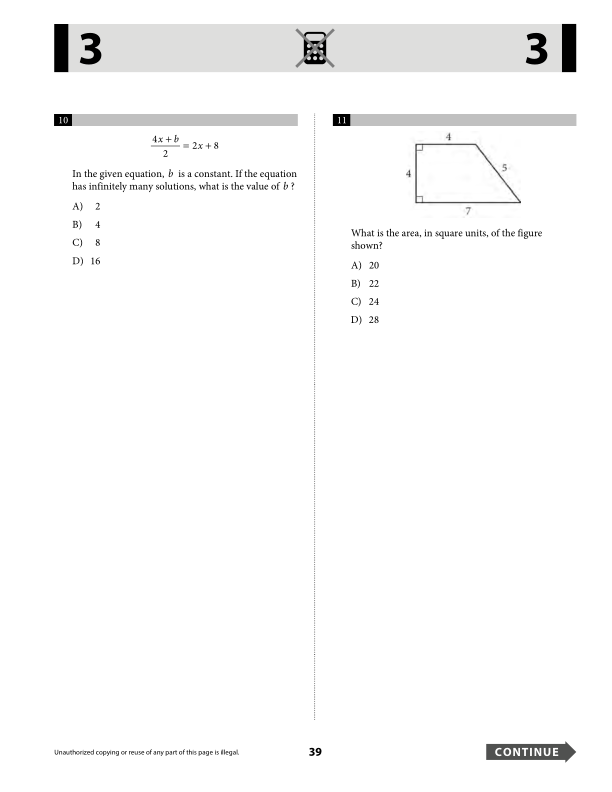 3
3
10
4x + b
2
= 2x + 8
In the given equation, b is a constant. If the equation
has infinitely many solutions, what is the value of b ?
A) 2
B) 4
C) 8
D) 16
11
4
4
5
7
What is the area, in square units, of the figure
shown?
A) 20
B) 22
C) 24
D) 28
Unauthorized copying or reuse of any part of this page is illegal.
39
CONTINUE